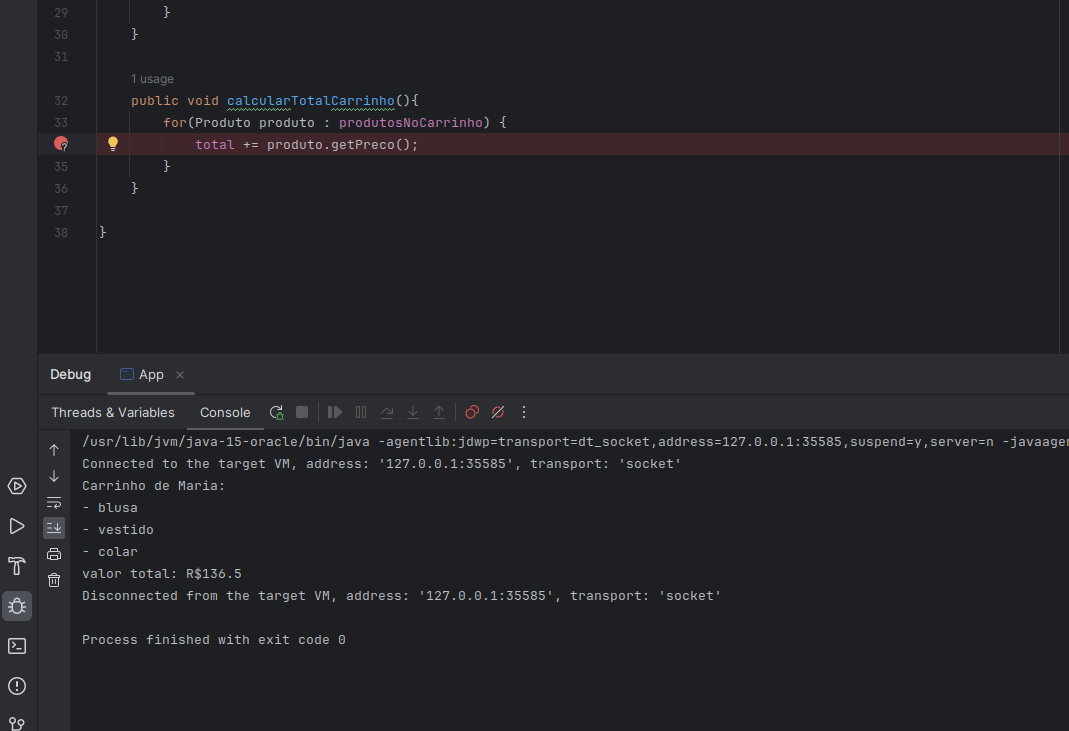 29 }
30 }
31
1 usage
32 public void calcularTotalCarrinho(){
33 for(Produto produto : produtosNoCarrinho) {
total += produto.getPreco();
35 }
36 }
37
38 }
Debug App
Threads & Variables Console
/usr/lib/jvm/java-15-oracle/bin/java -agentlib:jdwp=transport=dt_socket,address=127.0.0.1:35585,suspend=y,server=n -javaagen
Connected to the target VM, address: '127.0.0.1:35585', transport: 'socket'
Carrinho de Maria:
- blusa
- vestido
- colar
valor total: R$136.5
Disconnected from the target VM, address: '127.0.0.1:35585', transport: 'socket'
Process finished with exit code 0